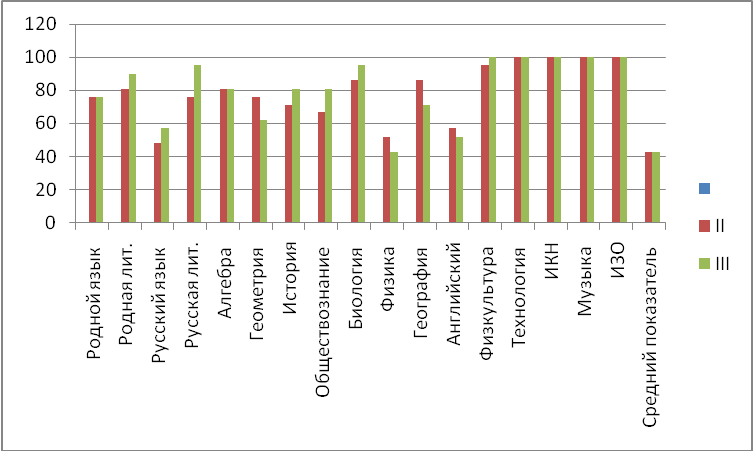 120
100
80
60
40
20
0
Родной язык
Родная лит.
Русский язык
Русская лит.
Алгебра
Геометрия
История
Обществознание
Биология
Физика
География
Английский
Физкультура
Технология
ИКН
Музыка
ИЗО
Средний показатель
II
III